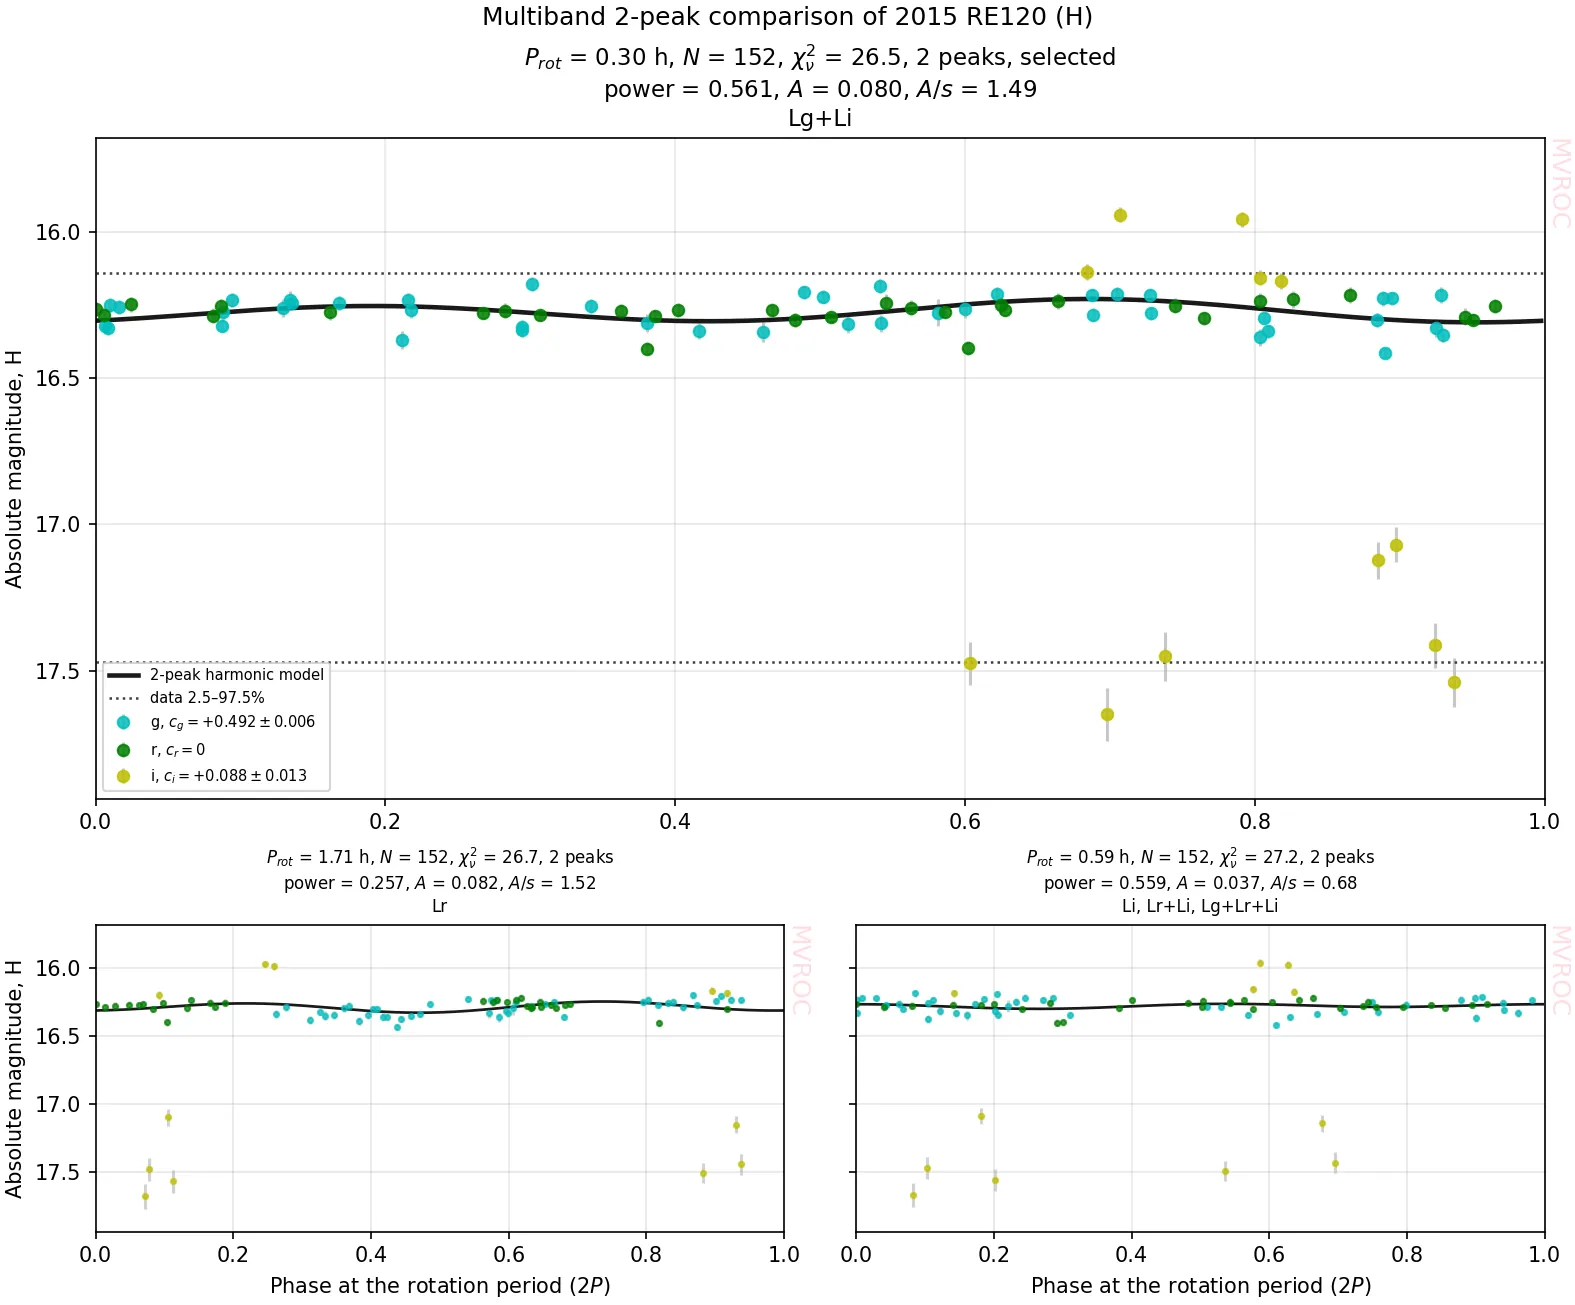 Multiband 2-peak comparison of 2015 RE120 (H)
P_rot = 0.30 h, N = 152, χ²_ν = 26.5, 2 peaks, selected
power = 0.561, A = 0.080, A/s = 1.49
Lg+Li
MVROC
Absolute magnitude, H
16.0
16.5
17.0
17.5
2-peak harmonic model
data 2.5–97.5%
g, c_g = +0.492 ± 0.006
r, c_r = 0
i, c_i = +0.088 ± 0.013
0.0 0.2 0.4 0.6 0.8 1.0
P_rot = 1.71 h, N = 152, χ²_ν = 26.7, 2 peaks
power = 0.257, A = 0.082, A/s = 1.52
Lr
MVROC
Absolute magnitude, H
16.0
16.5
17.0
17.5
0.0 0.2 0.4 0.6 0.8 1.0
Phase at the rotation period (2P)
P_rot = 0.59 h, N = 152, χ²_ν = 27.2, 2 peaks
power = 0.559, A = 0.037, A/s = 0.68
Li, Lr+Li, Lg+Lr+Li
MVROC
0.0 0.2 0.4 0.6 0.8 1.0
Phase at the rotation period (2P)